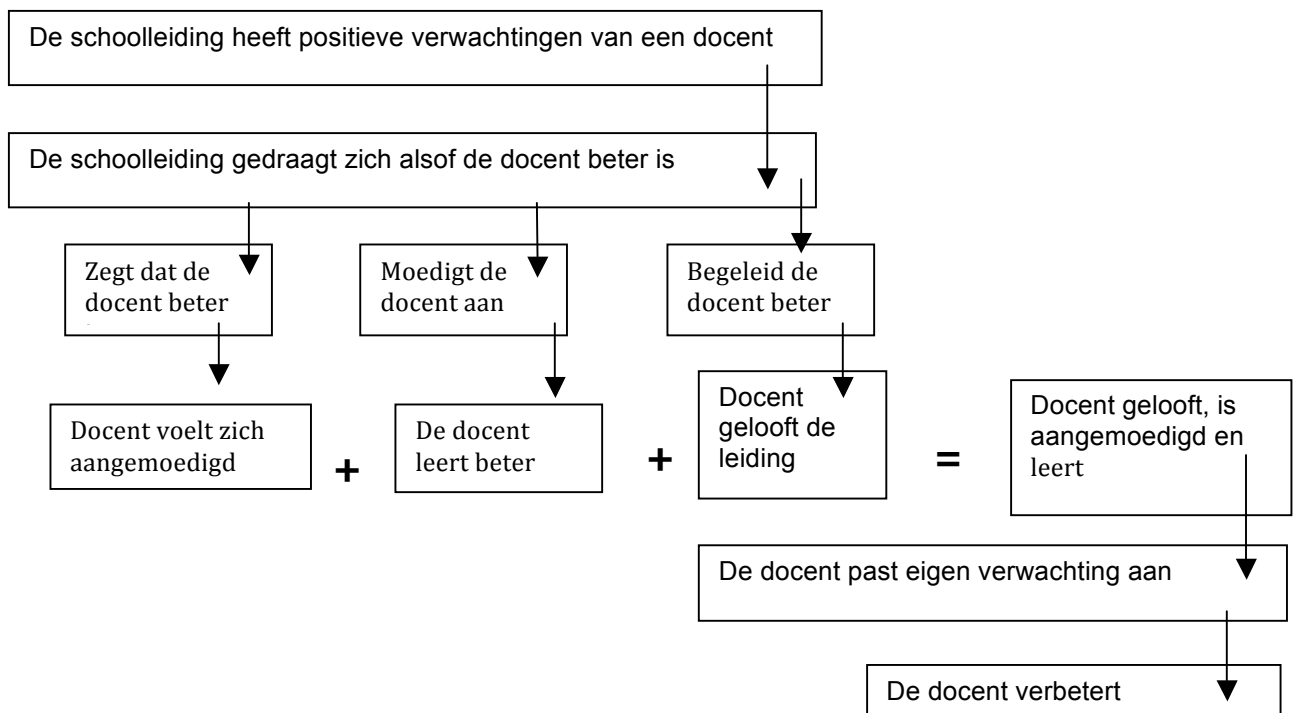 De schoolleiding heeft positieve verwachtingen van een docent
De schoolleiding gedraagt zich alsof de docent beter is
Zegt dat de
docent beter
Moedigt de
docent aan
Begeleid de
docent beter
Docent voelt zich
aangemoedigd
+
De docent
leert beter
+
Docent
gelooft de
leiding
=
Docent gelooft, is
aangemoedigd en
leert
De docent past eigen verwachting aan
De docent verbetert